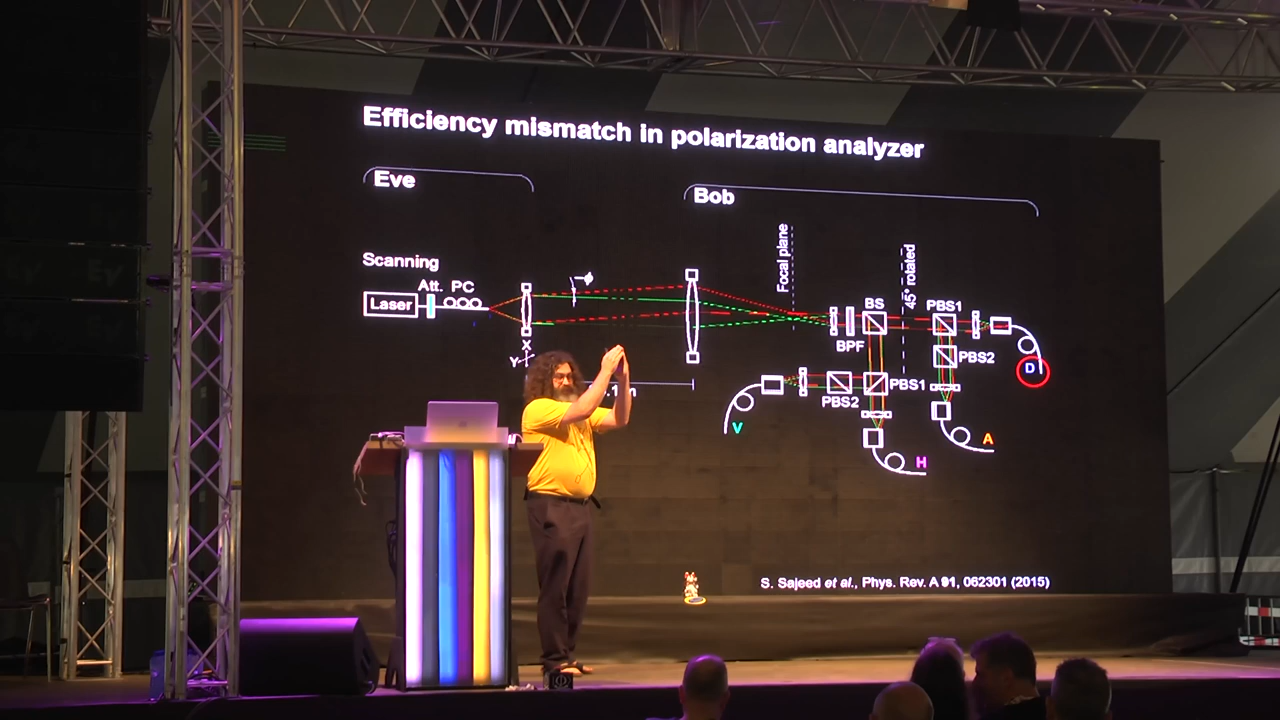 Efficiency mismatch in polarization analyzer
Eve
Bob
Scanning
Att. PC
Laser
X
Y
ϕ
Focal plane
45° rotated
BPF
BS
PBS1
PBS2
D
PBS1
PBS2
V
H
A
S. Sajeed et al., Phys. Rev. A 91, 062301 (2015)